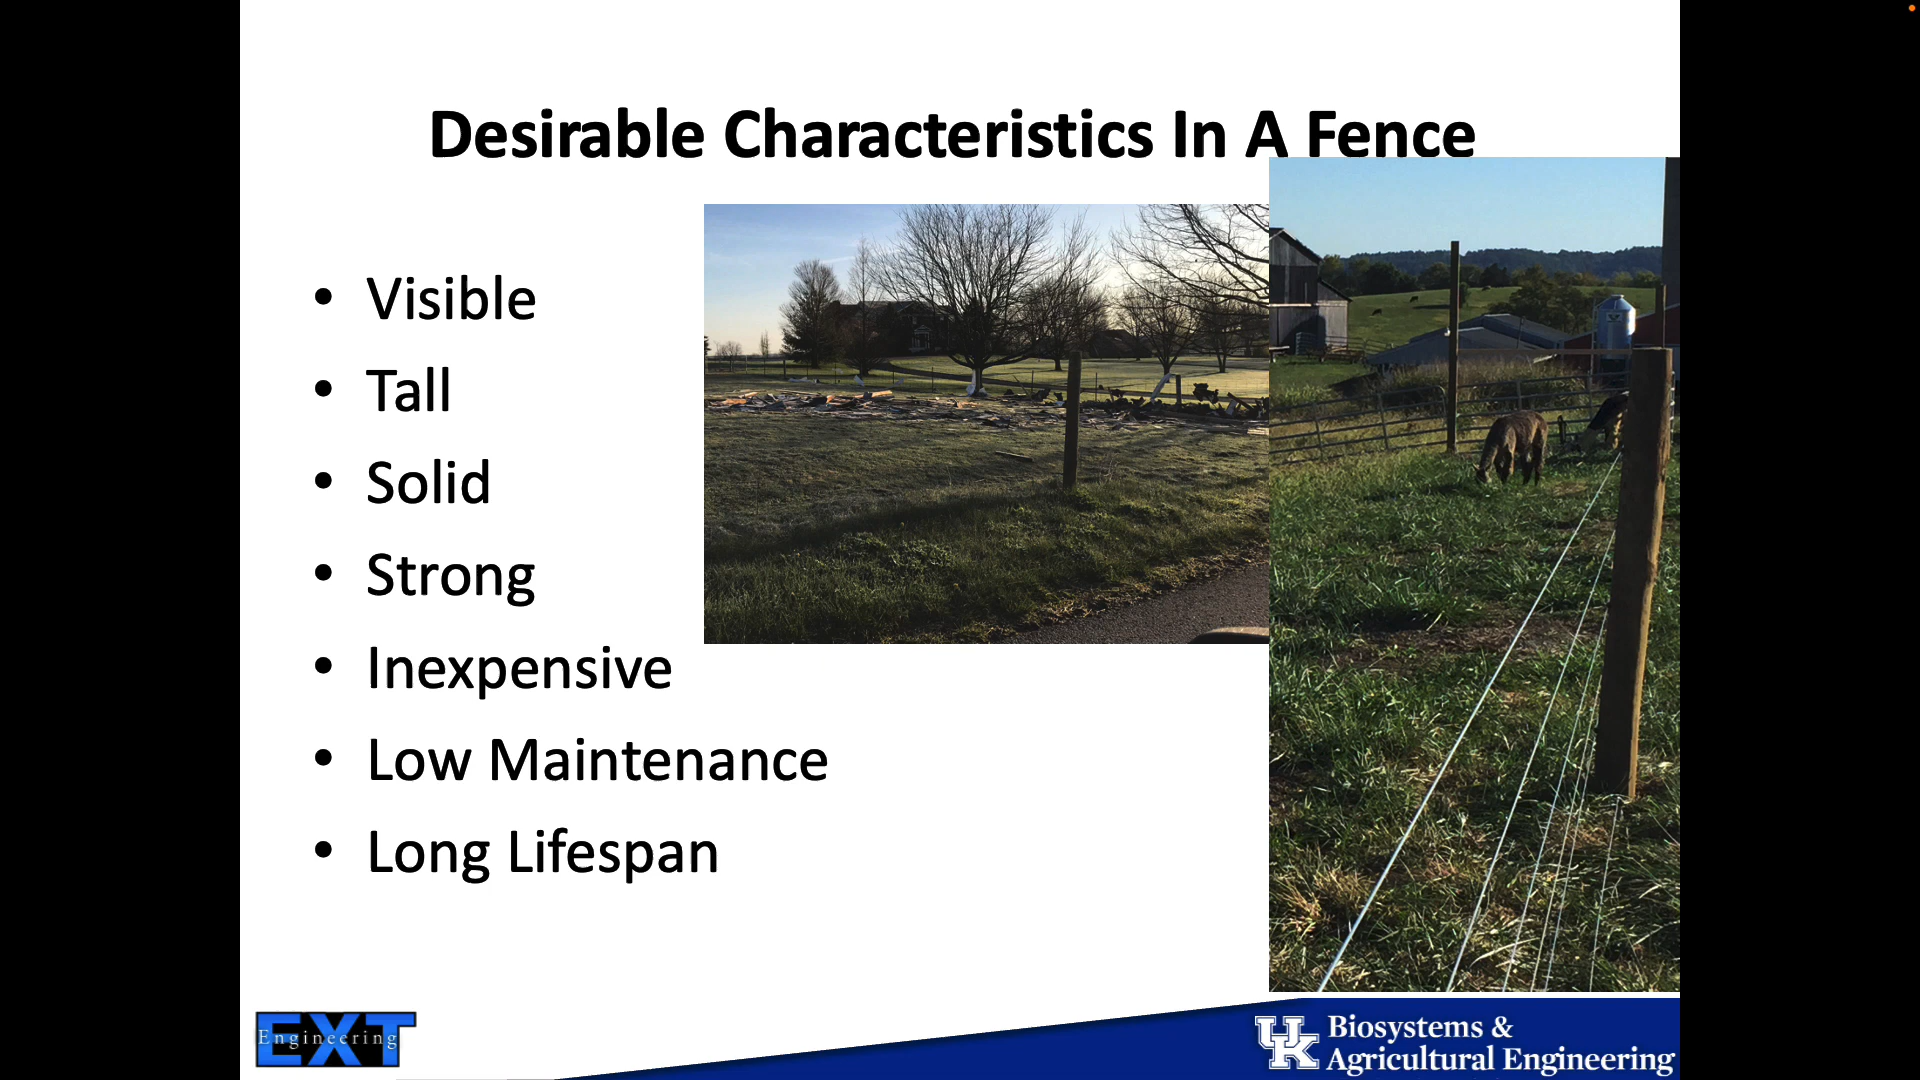 Desirable Characteristics In A Fence
• Visible
• Tall
• Solid
• Strong
• Inexpensive
• Low Maintenance
• Long Lifespan
EXT
Engineering
UK
Biosystems &
Agricultural Engineering